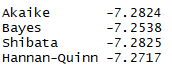 Akaike       -7.2824
Bayes        -7.2538
Shibata      -7.2825
Hannan-Quinn -7.2717